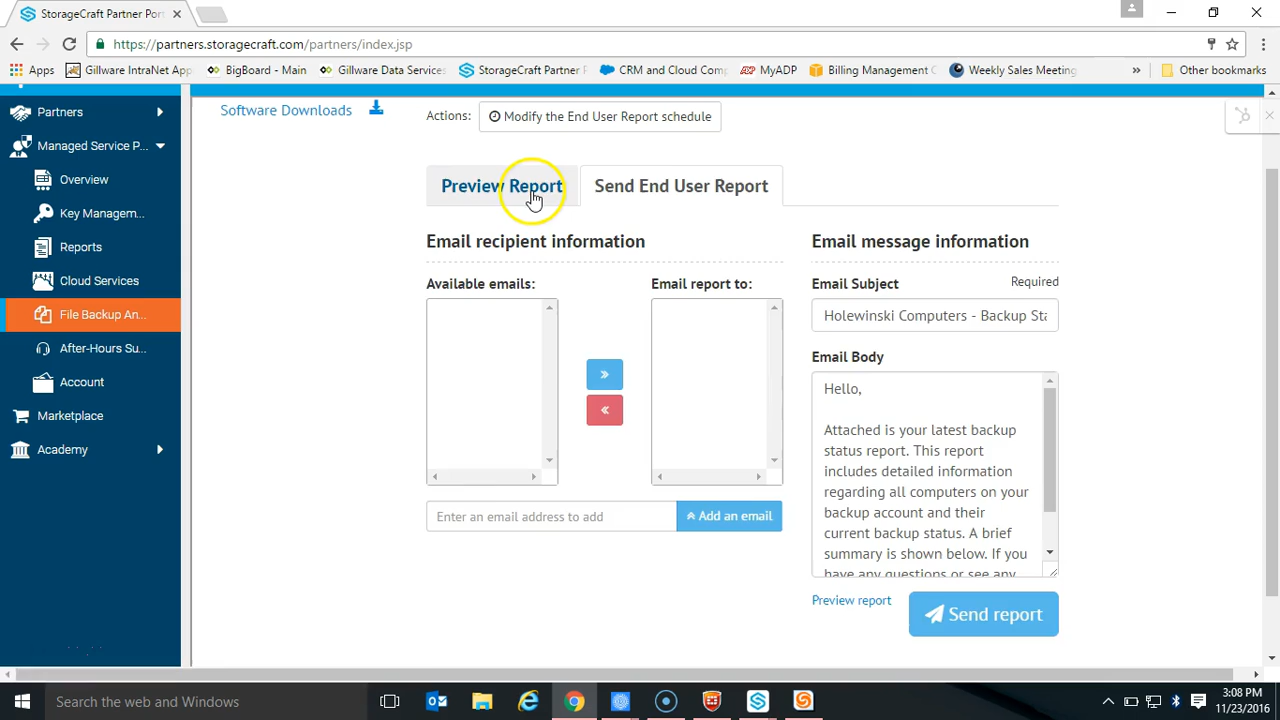 StorageCraft Partner Por
https://partners.storagecraft.com/partners/index.jsp
Apps
Gillware IntraNet App
BigBoard - Main
Gillware Data Services
StorageCraft Partner P
CRM and Cloud Com
MyADP
Billing Management C
Weekly Sales Meeting
Other bookmarks
Partners
Managed Service P...
Overview
Key Managem...
Reports
Cloud Services
File Backup An...
After-Hours Su...
Account
Marketplace
Academy
Software Downloads
Actions:
Modify the End User Report schedule
Preview Report
Send End User Report
Email recipient information
Available emails:
Email report to:
Enter an email address to add
Add an email
Email message information
Email Subject
Required
Holewinski Computers - Backup Sta
Email Body
Hello,
Attached is your latest backup
status report. This report
includes detailed information
regarding all computers on your
backup account and their
current backup status. A brief
summary is shown below. If you
have any questions or see any
Preview report
Send report
Search the web and Windows
3:08 PM
11/23/2016